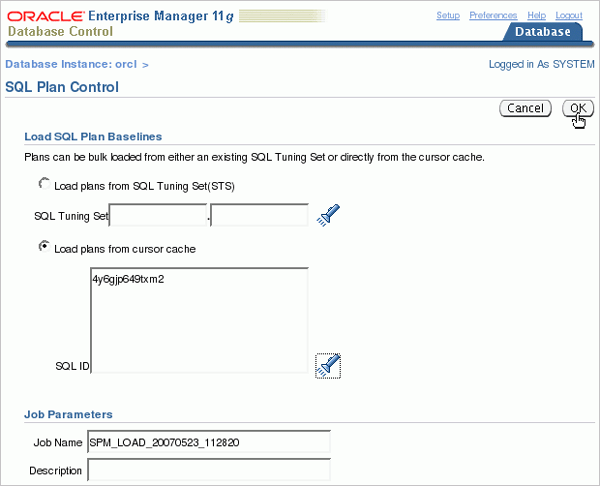 ORACLE Enterprise Manager 11g
Database Control
Setup Preferences Help Logout
Database
Database Instance: orcl >
Logged in As SYSTEM
SQL Plan Control
Cancel OK
Load SQL Plan Baselines
Plans can be bulk loaded from either an existing SQL Tuning Set or directly from the cursor cache.
Load plans from SQL Tuning Set(STS)
SQL Tuning Set .
Load plans from cursor cache
4y6gjp649txm2
SQL ID
Job Parameters
Job Name SPM_LOAD_20070523_112820
Description